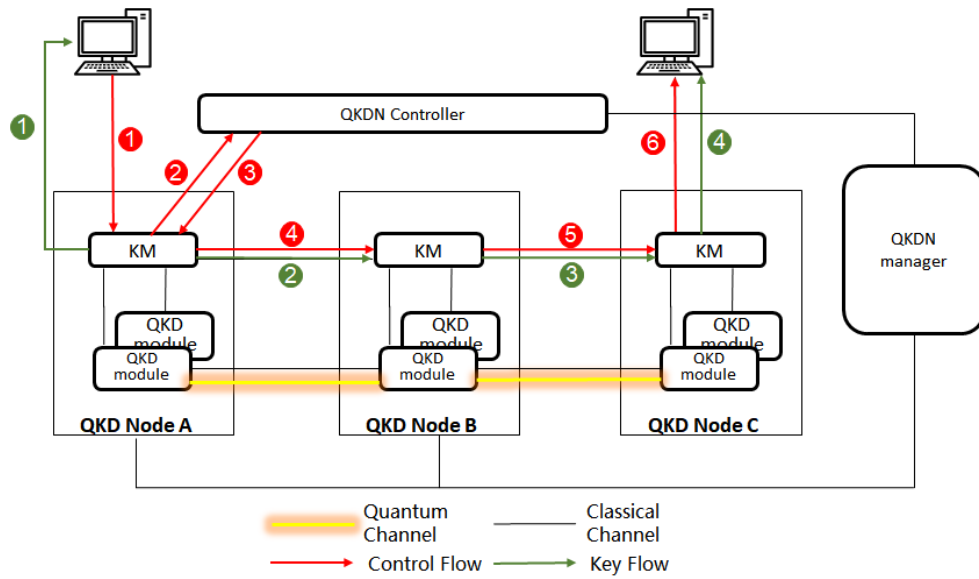 QKDN Controller
1
1
2
3
6
4
KM
4
2
KM
5
3
KM
QKDN
manager
QKD
module
QKD
module
QKD
module
QKD
module
QKD
module
QKD
module
QKD Node A
QKD Node B
QKD Node C
Quantum
Channel
Classical
Channel
Control Flow
Key Flow